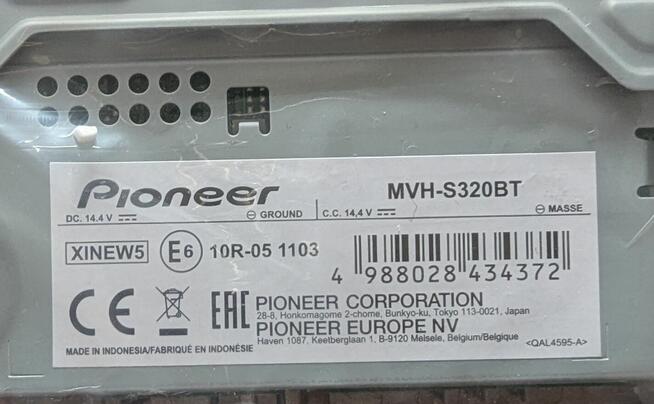 Pioneer MVH-S320BT
DC. 14.4 V ⊖ GROUND C.C. 14,4 V ⊖ MASSE
XINEW5 E6 10R-05 1103
4 988028 434372
CE EAC PIONEER CORPORATION
28-8, Honkomagome 2-chome, Bunkyo-ku, Tokyo 113-0021, Japan
PIONEER EUROPE NV
Haven 1087, Keetberglaan 1, B-9120 Melsele, Belgium/Belgique <QAL4595-A>
MADE IN INDONESIA/FABRIQUÉ EN INDONÉSIE